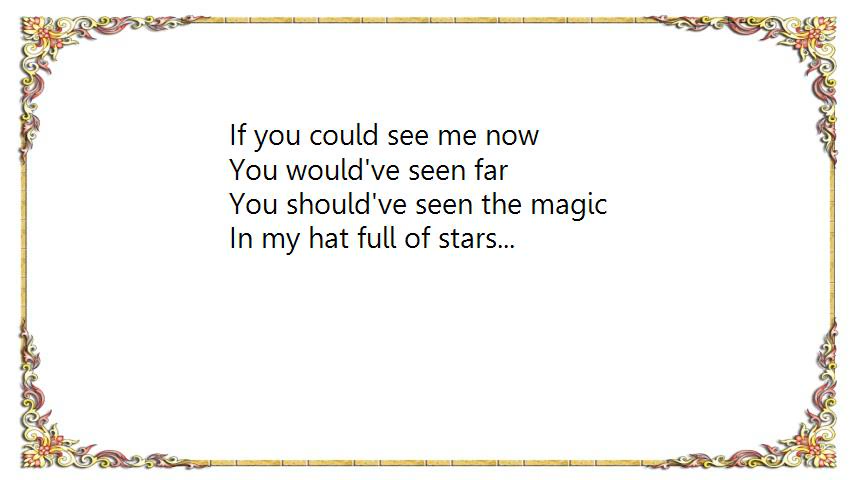 If you could see me now
You would've seen far
You should've seen the magic
In my hat full of stars...